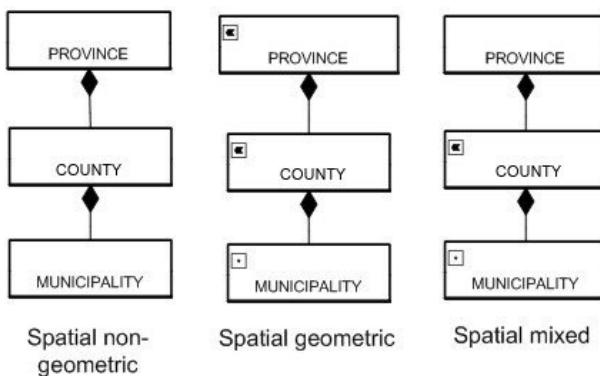 PROVINCE
COUNTY
MUNICIPALITY
Spatial non-
geometric
PROVINCE
COUNTY
MUNICIPALITY
Spatial geometric
PROVINCE
COUNTY
MUNICIPALITY
Spatial mixed